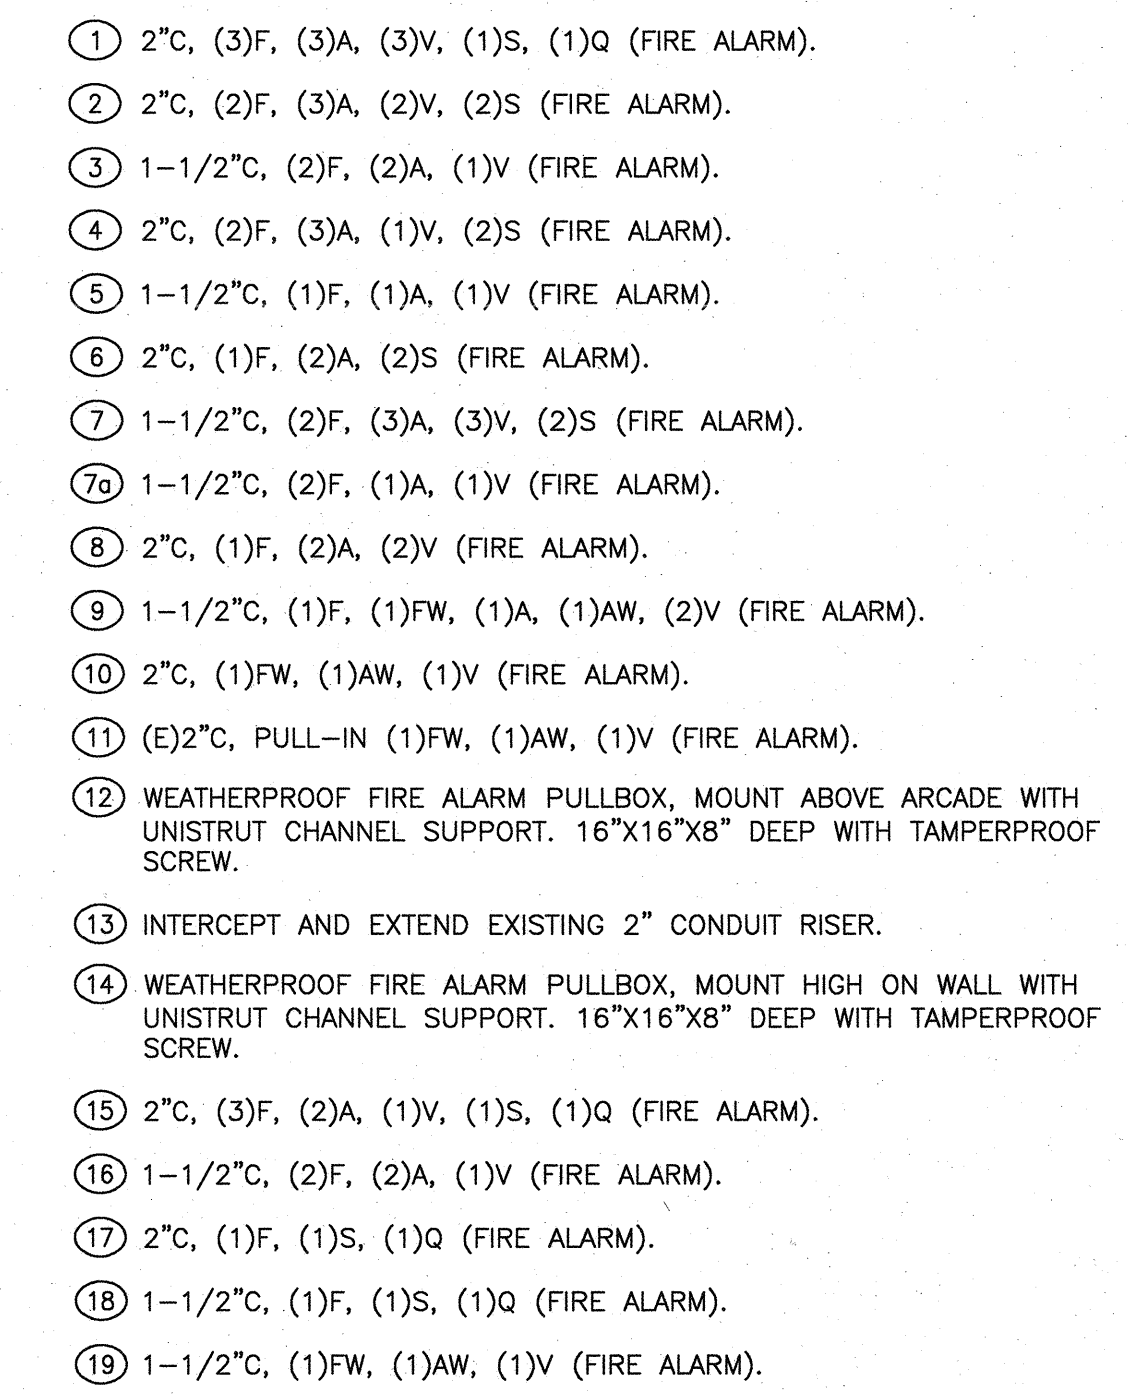 1 2"C, (3)F, (3)A, (3)V, (1)S, (1)Q (FIRE ALARM).
2 2"C, (2)F, (3)A, (2)V, (2)S (FIRE ALARM).
3 1-1/2"C, (2)F, (2)A, (1)V (FIRE ALARM).
4 2"C, (2)F, (3)A, (1)V, (2)S (FIRE ALARM).
5 1-1/2"C, (1)F, (1)A, (1)V (FIRE ALARM).
6 2"C, (1)F, (2)A, (2)S (FIRE ALARM).
7 1-1/2"C, (2)F, (3)A, (3)V, (2)S (FIRE ALARM).
7a 1-1/2"C, (2)F, (1)A, (1)V (FIRE ALARM).
8 2"C, (1)F, (2)A, (2)V (FIRE ALARM).
9 1-1/2"C, (1)F, (1)FW, (1)A, (1)AW, (2)V (FIRE ALARM).
10 2"C, (1)FW, (1)AW, (1)V (FIRE ALARM).
11 (E)2"C, PULL-IN (1)FW, (1)AW, (1)V (FIRE ALARM).
12 WEATHERPROOF FIRE ALARM PULLBOX, MOUNT ABOVE ARCADE WITH
UNISTRUT CHANNEL SUPPORT. 16"X16"X8" DEEP WITH TAMPERPROOF
SCREW.
13 INTERCEPT AND EXTEND EXISTING 2" CONDUIT RISER.
14 WEATHERPROOF FIRE ALARM PULLBOX, MOUNT HIGH ON WALL WITH
UNISTRUT CHANNEL SUPPORT. 16"X16"X8" DEEP WITH TAMPERPROOF
SCREW.
15 2"C, (3)F, (2)A, (1)V, (1)S, (1)Q (FIRE ALARM).
16 1-1/2"C, (2)F, (2)A, (1)V (FIRE ALARM).
17 2"C, (1)F, (1)S, (1)Q (FIRE ALARM).
18 1-1/2"C, (1)F, (1)S, (1)Q (FIRE ALARM).
19 1-1/2"C, (1)FW, (1)AW, (1)V (FIRE ALARM).